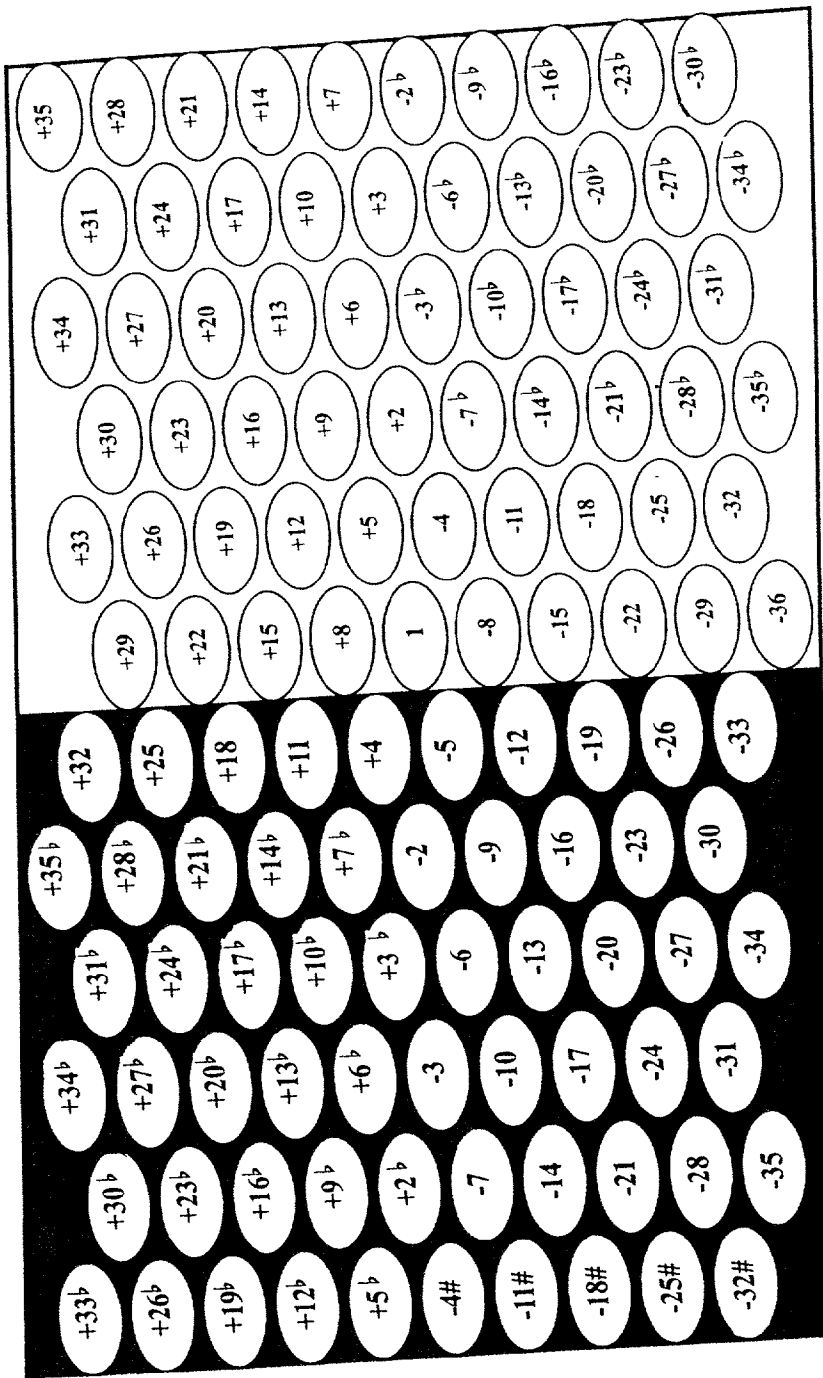 +35 +28 +21 +14 +7 -2♭ -9♭ -16♭ -23♭ -30♭
+31 +24 +17 +10 +3 -6♭ -13♭ -20♭ -27♭ -34♭
+34 +27 +20 +13 +6 -3♭ -10♭ -17♭ -24♭ -31♭
+30 +23 +16 +9 +2 -7♭ -14♭ -21♭ -28♭ -35♭
+33 +26 +19 +12 +5 -4 -11 -18 -25 -32
+29 +22 +15 +8 1 -8 -15 -22 -29 -36
+32 +25 +18 +11 +4 -5 -12 -19 -26 -33
+35♭ +28♭ +21♭ +14♭ +7♭ -2 -9 -16 -23 -30
+31♭ +24♭ +17♭ +10♭ +3♭ -6 -13 -20 -27 -34
+34♭ +27♭ +20♭ +13♭ +6♭ -3 -10 -17 -24 -31
+30♭ +23♭ +16♭ +9♭ +2♭ -7 -14 -21 -28 -35
+33♭ +26♭ +19♭ +12♭ +5♭ -4# -11# -18# -25# -32#